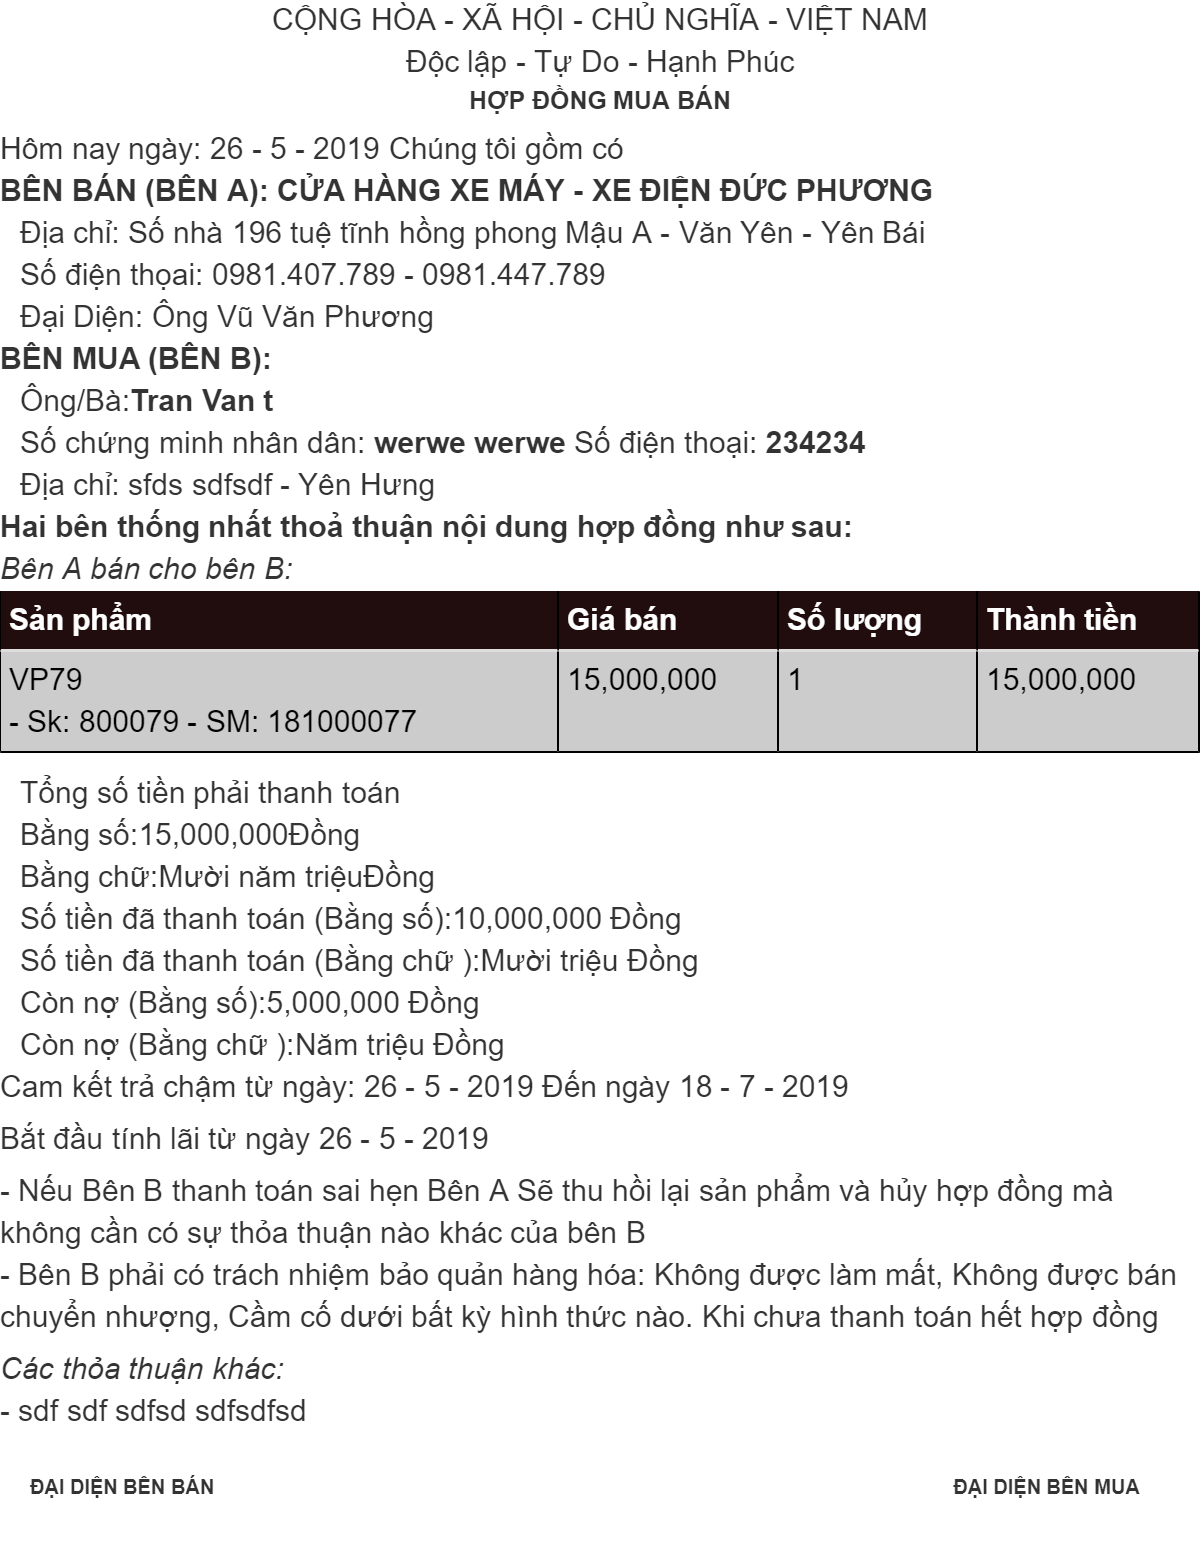 CỘNG HÒA - XÃ HỘI - CHỦ NGHĨA - VIỆT NAM
Độc lập - Tự Do - Hạnh Phúc
HỢP ĐỒNG MUA BÁN
Hôm nay ngày: 26 - 5 - 2019 Chúng tôi gồm có
BÊN BÁN (BÊN A): CỬA HÀNG XE MÁY - XE ĐIỆN ĐỨC PHƯƠNG
Địa chỉ: Số nhà 196 tuệ tĩnh hồng phong Mậu A - Văn Yên - Yên Bái
Số điện thọai: 0981.407.789 - 0981.447.789
Đại Diện: Ông Vũ Văn Phương
BÊN MUA (BÊN B):
Ông/Bà:Tran Van t
Số chứng minh nhân dân: werwe werwe Số điện thoại: 234234
Địa chỉ: sfds sdfsdf - Yên Hưng
Hai bên thống nhất thoả thuận nội dung hợp đồng như sau:
Bên A bán cho bên B:
Sản phẩm Giá bán Số lượng Thành tiền
VP79 15,000,000 1 15,000,000
- Sk: 800079 - SM: 181000077
Tổng số tiền phải thanh toán
Bằng số:15,000,000Đồng
Bằng chữ:Mười năm triệuĐồng
Số tiền đã thanh toán (Bằng số):10,000,000 Đồng
Số tiền đã thanh toán (Bằng chữ ):Mười triệu Đồng
Còn nợ (Bằng số):5,000,000 Đồng
Còn nợ (Bằng chữ ):Năm triệu Đồng
Cam kết trả chậm từ ngày: 26 - 5 - 2019 Đến ngày 18 - 7 - 2019
Bắt đầu tính lãi từ ngày 26 - 5 - 2019
- Nếu Bên B thanh toán sai hẹn Bên A Sẽ thu hồi lại sản phẩm và hủy hợp đồng mà
không cần có sự thỏa thuận nào khác của bên B
- Bên B phải có trách nhiệm bảo quản hàng hóa: Không được làm mất, Không được bán
chuyển nhượng, Cầm cố dưới bất kỳ hình thức nào. Khi chưa thanh toán hết hợp đồng
Các thỏa thuận khác:
- sdf sdf sdfsd sdfsdfsd
ĐẠI DIỆN BÊN BÁN ĐẠI DIỆN BÊN MUA